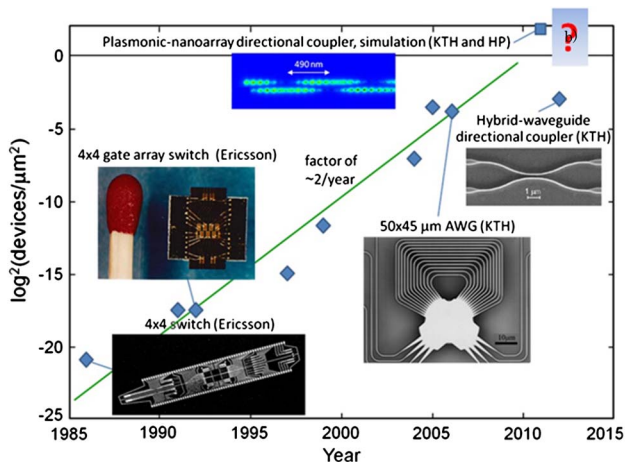 Plasmonic-nanoarray directional coupler, simulation (KTH and HP)
?
b)
490 nm
0
-5
-10
-15
-20
-25
log²(devices/µm²)
4x4 gate array switch (Ericsson)
factor of
~2/year
Hybrid-waveguide
directional coupler (KTH)
1 µm
50x45 µm AWG (KTH)
10µm
4x4 switch (Ericsson)
1985
1990
1995
2000
2005
2010
2015
Year